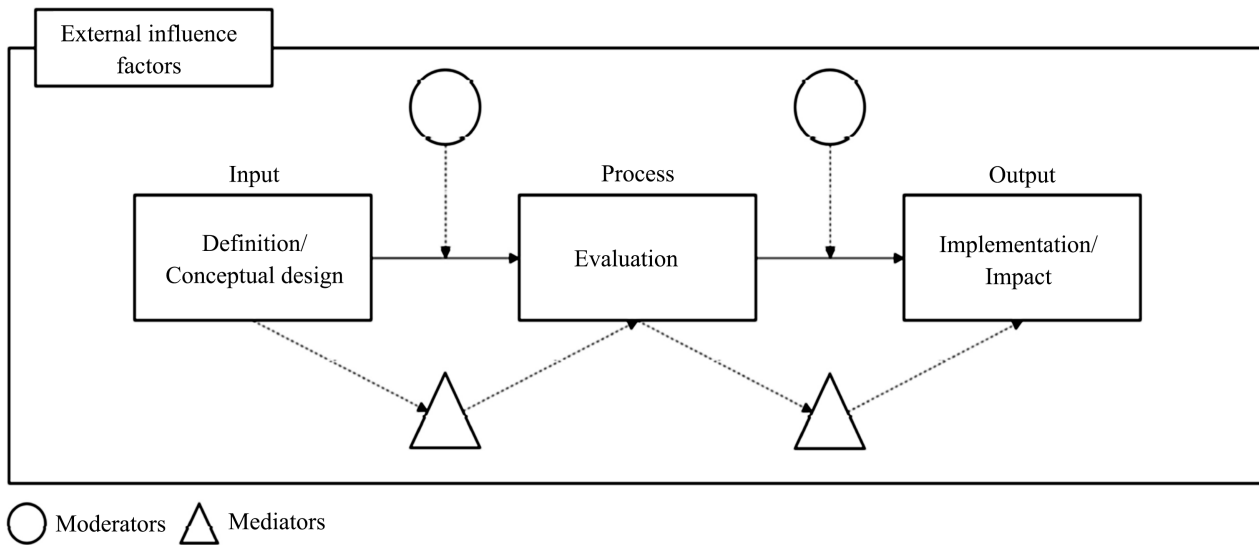 External influence
factors
Input
Process
Output
Definition/
Conceptual design
Evaluation
Implementation/
Impact
Moderators
Mediators